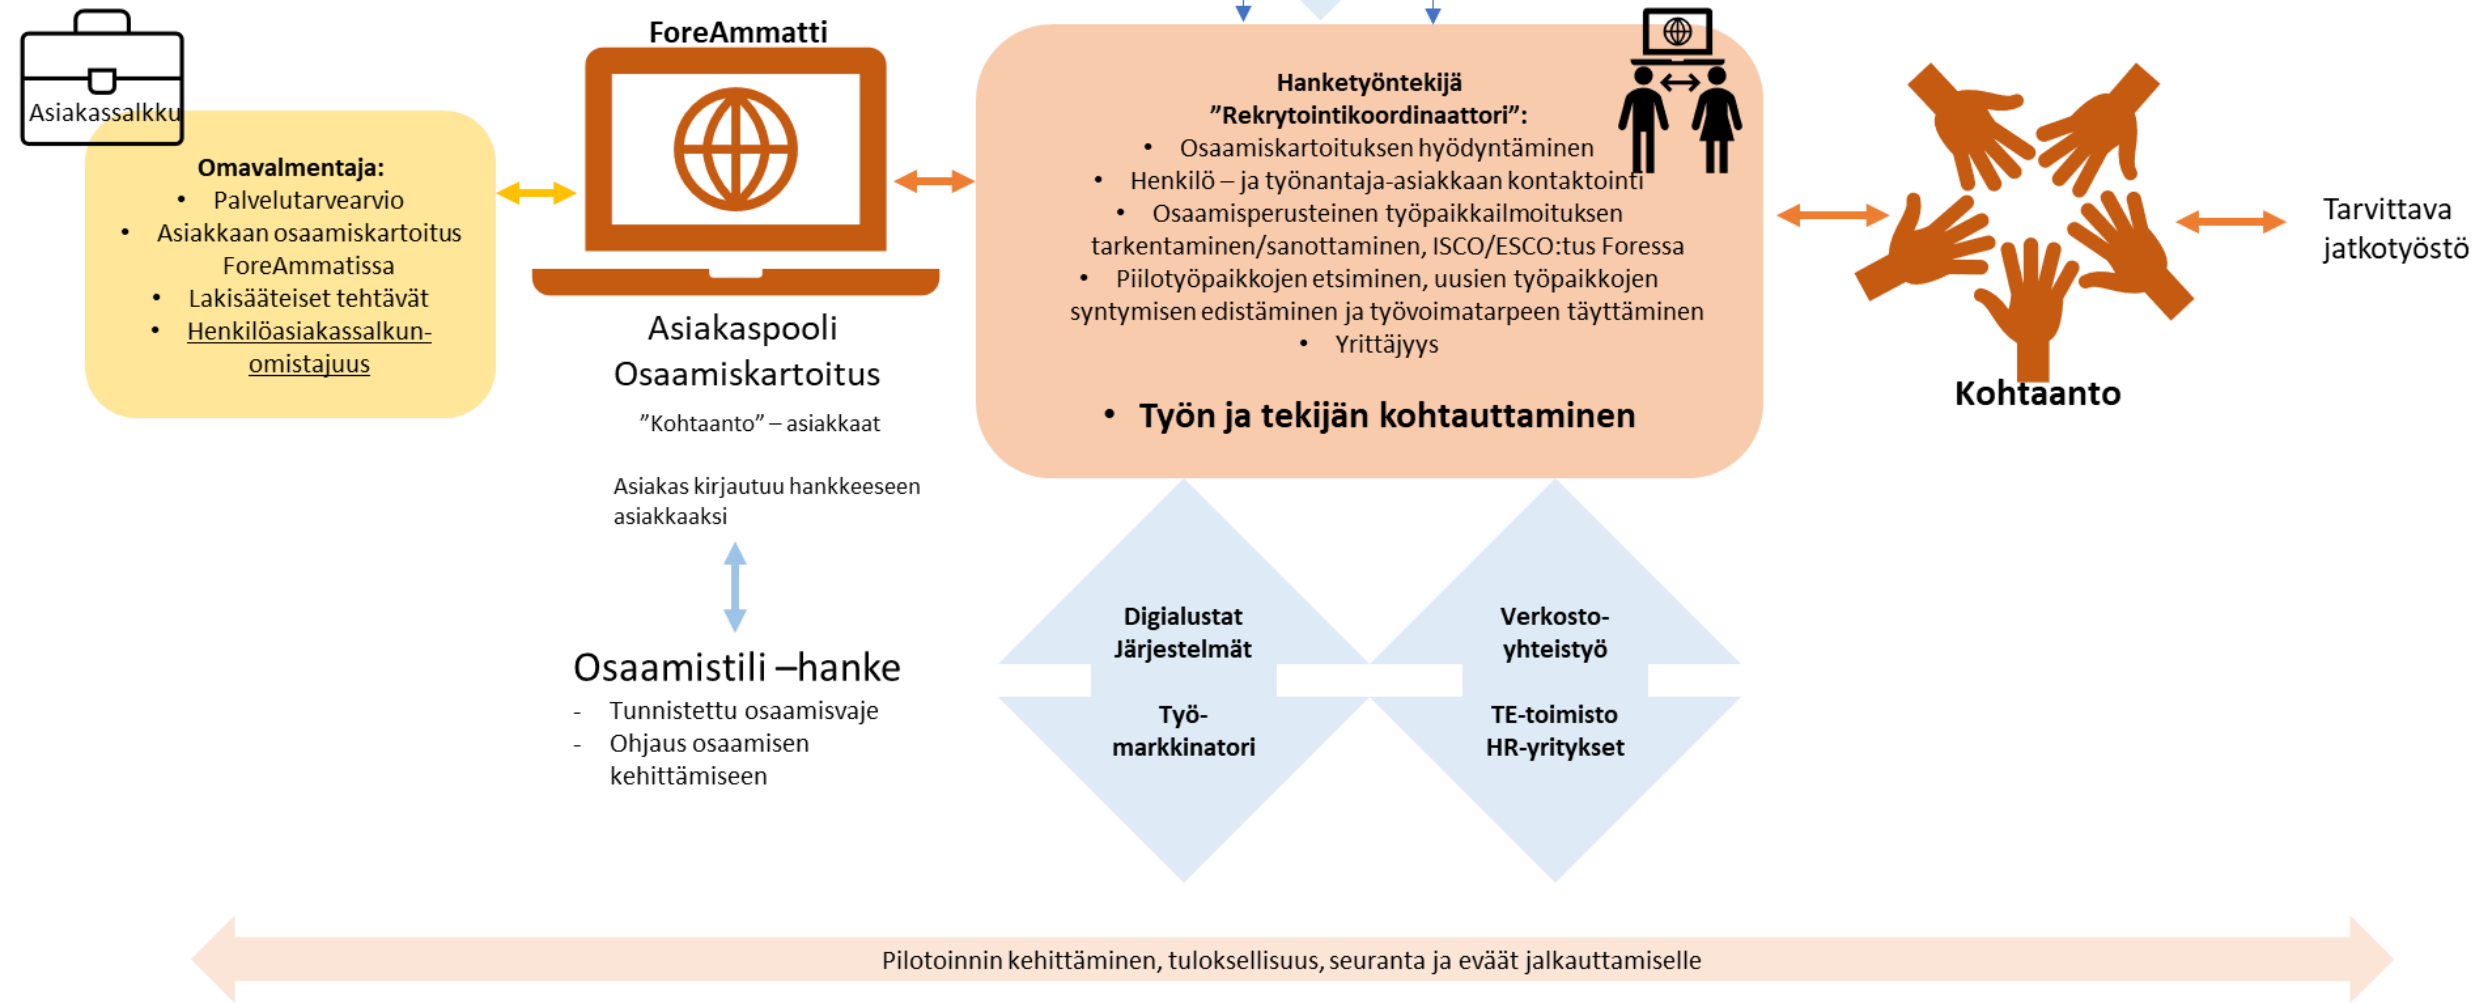 Asiakassalkku
Omavalmentaja:
• Palvelutarvearvio
• Asiakkaan osaamiskartoitus
ForeAmmatissa
• Lakisääteiset tehtävät
• Henkilöasiakassalkun-
omistajuus
ForeAmmatti
Asiakaspooli
Osaamiskartoitus
”Kohtaanto” – asiakkaat
Asiakas kirjautuu hankkeeseen
asiakkaaksi
Osaamistili –hanke
- Tunnistettu osaamisvaje
- Ohjaus osaamisen
kehittämiseen
Hanketyöntekijä
”Rekrytointikoordinaattori”:
• Osaamiskartoituksen hyödyntäminen
• Henkilö – ja työnantaja-asiakkaan kontaktointi
• Osaamisperusteinen työpaikkailmoituksen
tarkentaminen/sanottaminen, ISCO/ESCO:tus Foressa
• Piilotyöpaikkojen etsiminen, uusien työpaikkojen
syntymisen edistäminen ja työvoimatarpeen täyttäminen
• Yrittäjyys
• Työn ja tekijän kohtauttaminen
Digialustat
Järjestelmät
Työ-
markkinatori
Verkosto-
yhteistyö
TE-toimisto
HR-yritykset
Kohtaanto
Tarvittava
jatkotyöstö
Pilotoinnin kehittäminen, tuloksellisuus, seuranta ja eväät jalkauttamiselle